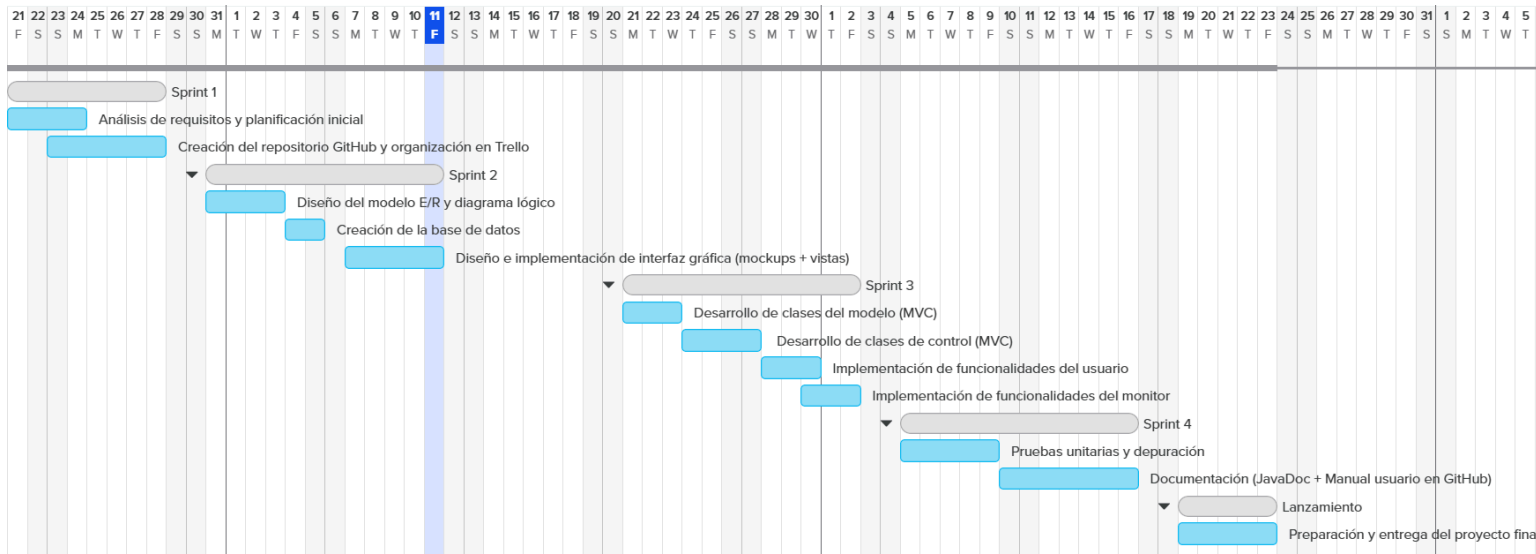 21 22 23 24 25 26 27 28 29 30 31 1 2 3 4 5 6 7 8 9 10 11 12 13 14 15 16 17 18 19 20 21 22 23 24 25 26 27 28 29 30 1 2 3 4 5 6 7 8 9 10 11 12 13 14 15 16 17 18 19 20 21 22 23 24 25 26 27 28 29 30 31 1 2 3 4 5
F S S M T W T F S S M T W T F S S M T W T F S S M T W T F S S M T W T F S S M T W T F S S M T W T F S S M T W T F S S M T W T F S S M T W T F S S M T W T
Sprint 1
Análisis de requisitos y planificación inicial
Creación del repositorio GitHub y organización en Trello
Sprint 2
Diseño del modelo E/R y diagrama lógico
Creación de la base de datos
Diseño e implementación de interfaz gráfica (mockups + vistas)
Sprint 3
Desarrollo de clases del modelo (MVC)
Desarrollo de clases de control (MVC)
Implementación de funcionalidades del usuario
Implementación de funcionalidades del monitor
Sprint 4
Pruebas unitarias y depuración
Documentación (JavaDoc + Manual usuario en GitHub)
Lanzamiento
Preparación y entrega del proyecto fina